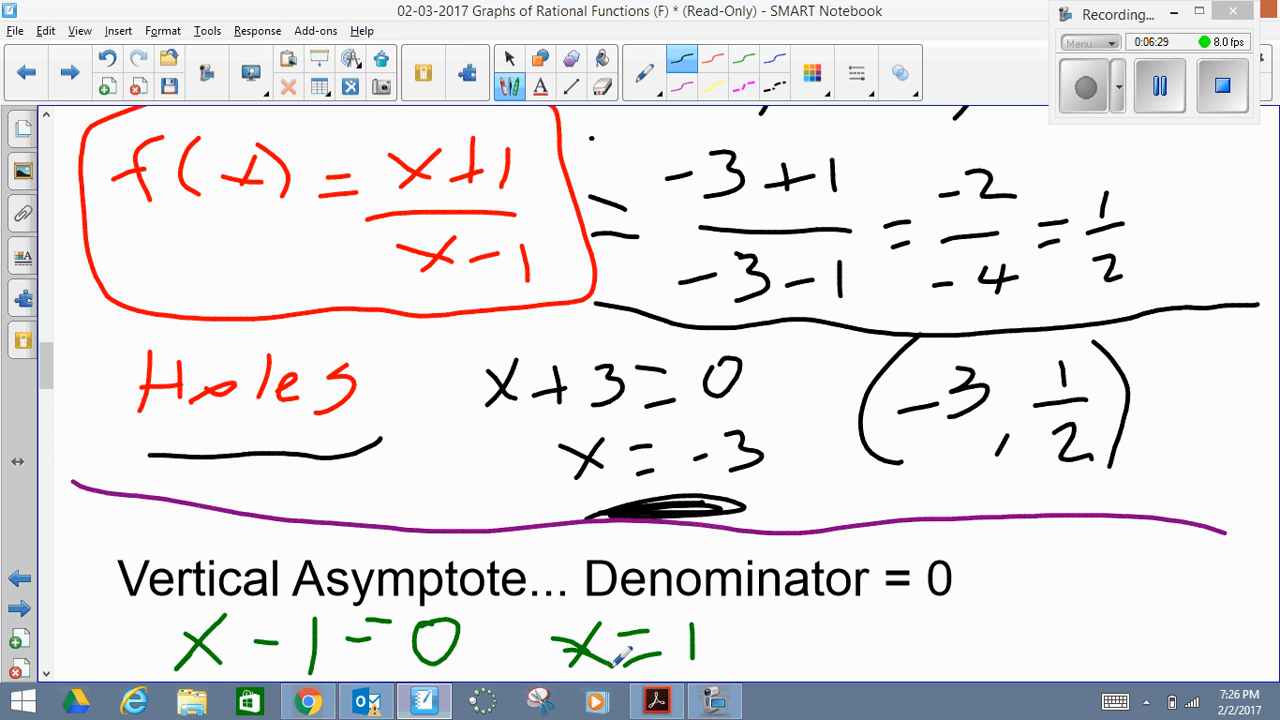 02-03-2017 Graphs of Rational Functions (F) * (Read-Only) - SMART Notebook
Recording...
File Edit View Insert Format Tools Response Add-ons Help
Menu
0:06:29
8.0 fps
f(x) = x+1 / x-1
= -3+1 / -3-1 = -2 / -4 = 1 / 2
Holes
x+3=0
x = -3
(-3, 1/2)
Vertical Asymptote... Denominator = 0
x - 1 = 0 x = 1
7:26 PM
2/2/2017